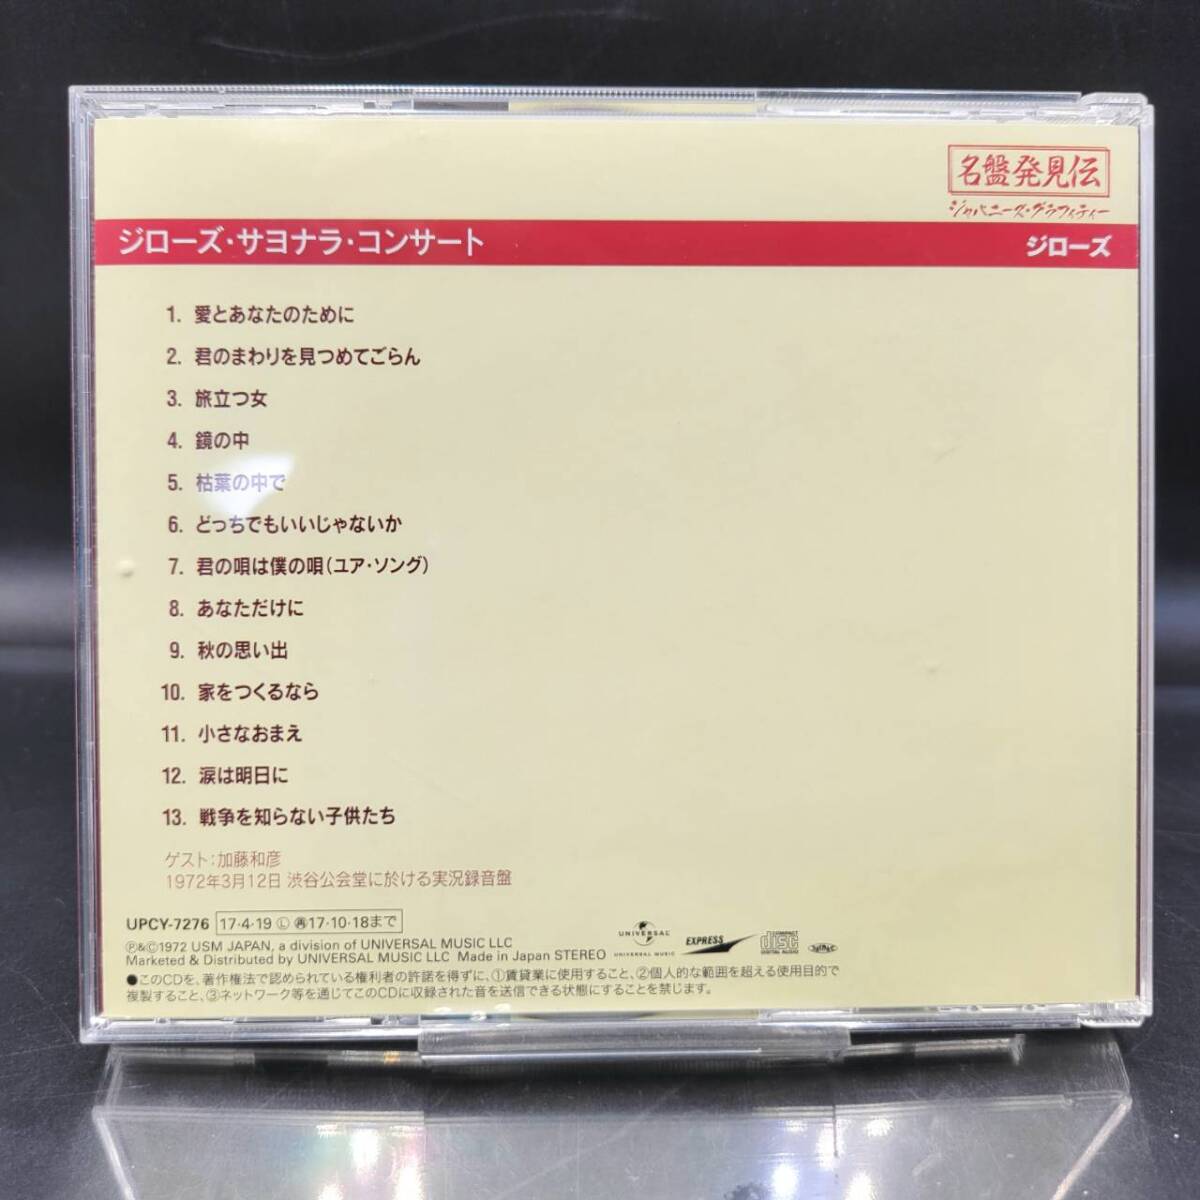 名盤発見伝
ジャパニーズ・グラフィティー
ジローズ・サヨナラ・コンサート
ジローズ
1. 愛とあなたのために
2. 君のまわりを見つめてごらん
3. 旅立つ女
4. 鏡の中
5. 枯葉の中で
6. どっちでもいいじゃないか
7. 君の唄は僕の唄(ユア・ソング)
8. あなただけに
9. 秋の思い出
10. 家をつくるなら
11. 小さなおまえ
12. 涙は明日に
13. 戦争を知らない子供たち
ゲスト:加藤和彦
1972年3月12日 渋谷公会堂に於ける実況録音盤
UPCY-7276 17・4・19 Ⓛ ㊢17・10・18まで
℗&©1972 USM JAPAN, a division of UNIVERSAL MUSIC LLC
Marketed & Distributed by UNIVERSAL MUSIC LLC Made in Japan STEREO
UNIVERSAL
UNIVERSAL MUSIC
EXPRESS
COMPACT
disc
DIGITAL AUDIO
●このCDを、著作権法で認められている権利者の許諾を得ずに、①賃貸業に使用すること、②個人的な範囲を超える使用目的で
複製すること、③ネットワーク等を通じてこのCDに収録された音を送信できる状態にすることを禁じます。